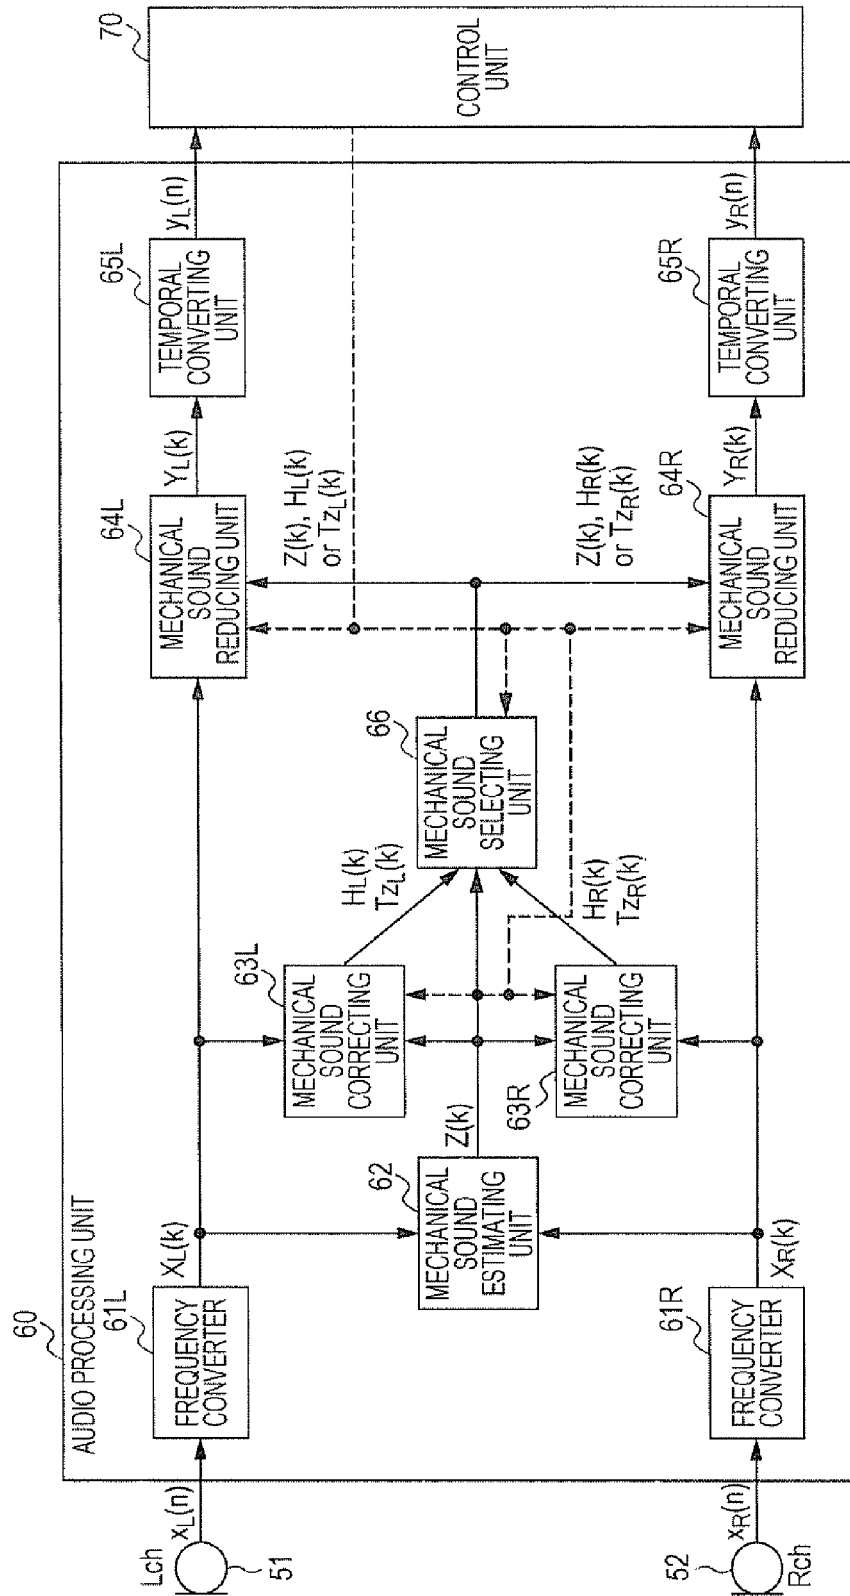 60
AUDIO PROCESSING UNIT
Lch
xL(n)
51
61L
FREQUENCY
CONVERTER
XL(k)
62
MECHANICAL
SOUND
ESTIMATING
UNIT
Z(k)
63L
MECHANICAL
SOUND
CORRECTING
UNIT
HL(k)
TZL(k)
66
MECHANICAL
SOUND
SELECTING
UNIT
64L
MECHANICAL
SOUND
REDUCING UNIT
Z(k), HL(k)
or TZL(k)
YL(k)
65L
TEMPORAL
CONVERTING
UNIT
yL(n)
70
CONTROL
UNIT
52
Rch
xR(n)
61R
FREQUENCY
CONVERTER
XR(k)
63R
MECHANICAL
SOUND
CORRECTING
UNIT
HR(k)
TZR(k)
Z(k), HR(k)
or TZR(k)
64R
MECHANICAL
SOUND
REDUCING UNIT
YR(k)
65R
TEMPORAL
CONVERTING
UNIT
yR(n)